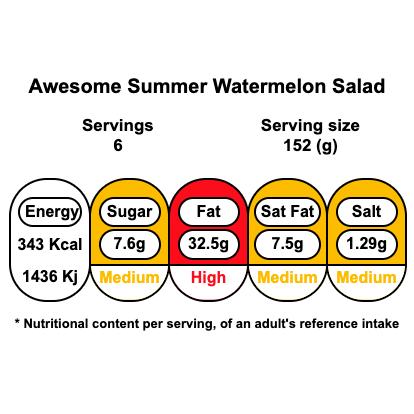 Awesome Summer Watermelon Salad
Servings Serving size
6 152 (g)
Energy Sugar Fat Sat Fat Salt
343 Kcal 7.6g 32.5g 7.5g 1.29g
1436 Kj Medium High Medium Medium
* Nutritional content per serving, of an adult's reference intake